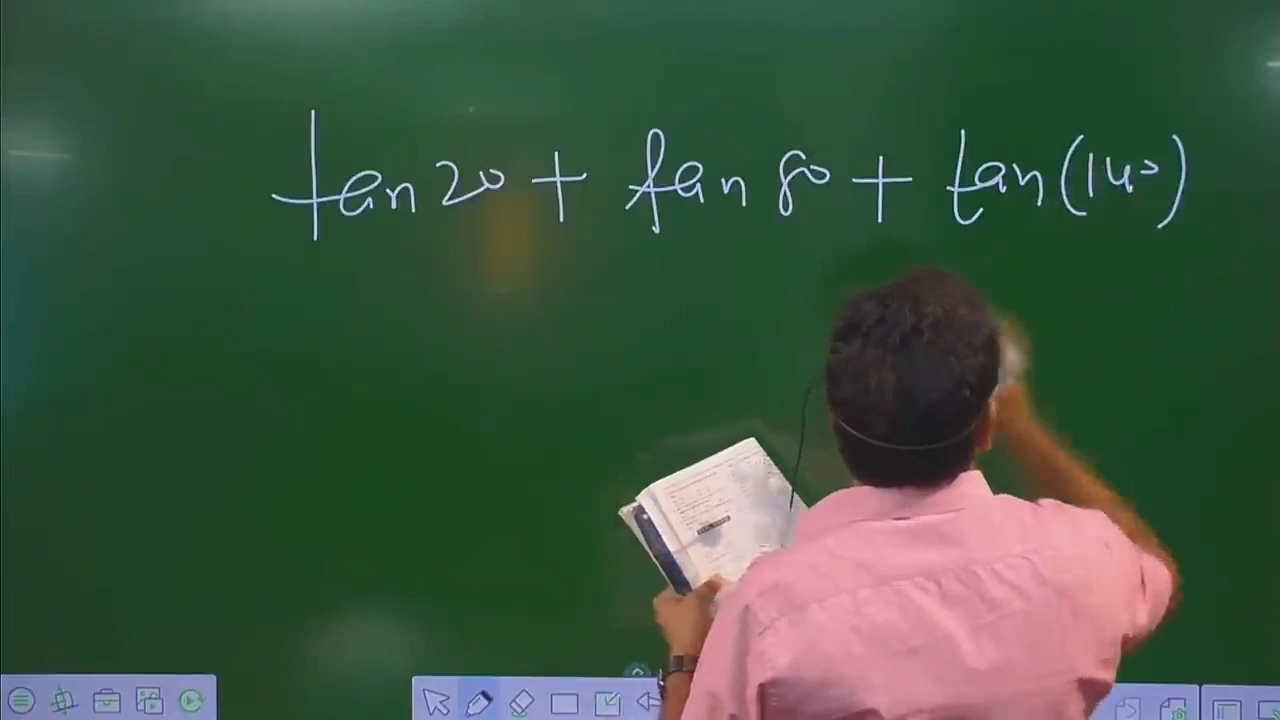 tan 20 + tan 80 + tan (140)